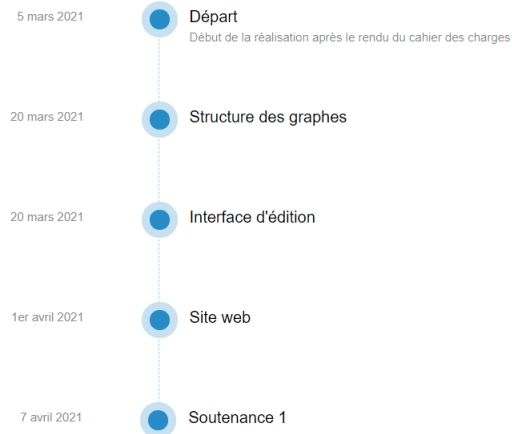 5 mars 2021
Départ
Début de la réalisation après le rendu du cahier des charges
20 mars 2021
Structure des graphes
20 mars 2021
Interface d'édition
1er avril 2021
Site web
7 avril 2021
Soutenance 1